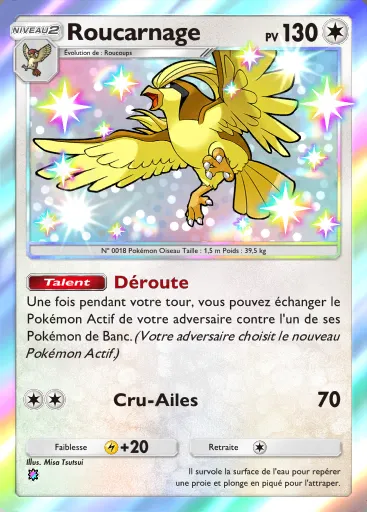 NIVEAU 2 Roucarnage PV 130
Évolution de : Roucoups
N° 0018 Pokémon Oiseau Taille : 1,5 m Poids : 39,5 kg
Talent Déroute
Une fois pendant votre tour, vous pouvez échanger le
Pokémon Actif de votre adversaire contre l'un de ses
Pokémon de Banc. (Votre adversaire choisit le nouveau
Pokémon Actif.)
Cru-Ailes 70
Faiblesse +20 Retraite
Illus. Misa Tsutsui
Il survole la surface de l'eau pour repérer
une proie et plonge en piqué pour l'attraper.